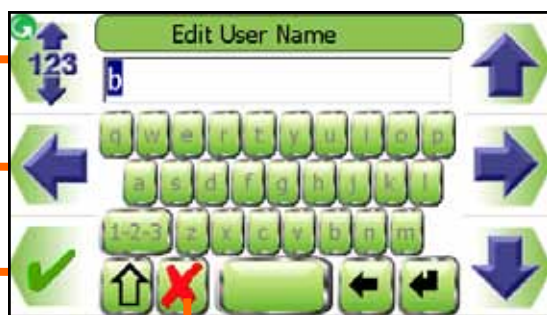 Edit User Name
123
b
q w e r t y u i o p
a s d f g h j k l
1-2-3 z x c v b n m